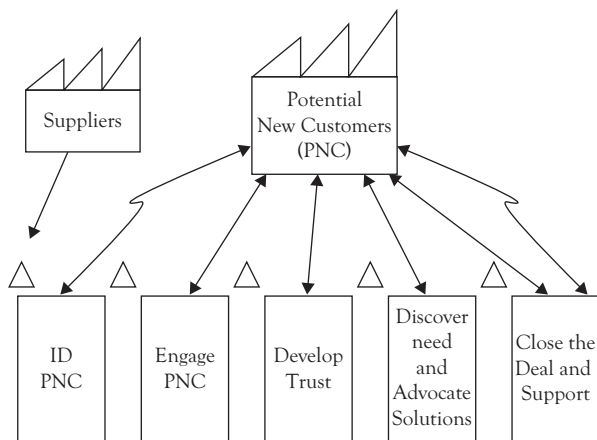 Suppliers
Potential
New Customers
(PNC)
ID
PNC
Engage
PNC
Develop
Trust
Discover
need
and
Advocate
Solutions
Close the
Deal and
Support